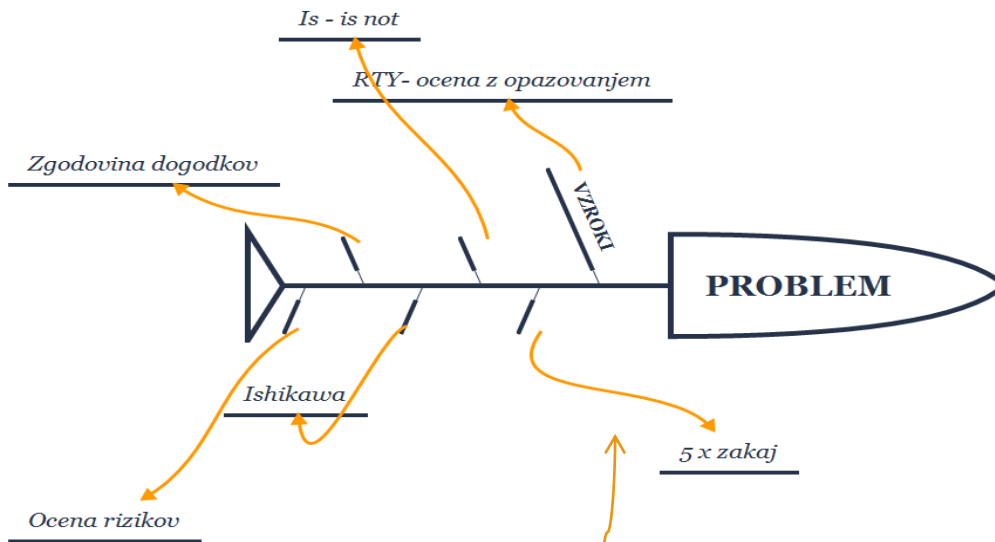 Is - is not
RTY- ocena z opazovanjem
Zgodovina dogodkov
VZROKI
PROBLEM
Ishikawa
5 x zakaj
Ocena rizikov